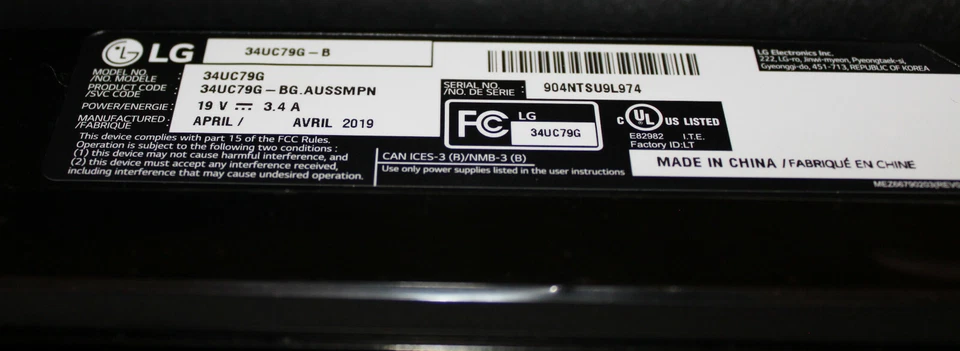 LG 34UC79G-B
MODEL NO.
/NO. MODÈLE
34UC79G
PRODUCT CODE
/SVC CODE
34UC79G-BG.AUSSMPN
POWER/ÉNERGIE: 19 V 3.4 A
MANUFACTURED
/FABRIQUÉ
: APRIL / AVRIL 2019
This device complies with part 15 of the FCC Rules.
Operation is subject to the following two conditions :
(1) this device may not cause harmful interference, and
(2) this device must accept any interference received,
including interference that may cause undesired operation.
SERIAL NO.
/NO. DE SÉRIE :
904NTSU9L974
FC LG
34UC79G
CAN ICES-3 (B)/NMB-3 (B)
Use only power supplies listed in the user instructions
C UL US LISTED
E82982 I.T.E.
Factory ID:LT
LG Electronics Inc.
222, LG-ro, Jinwi-myeon, Pyeongtaek-si,
Gyeonggi-do, 451-713, REPUBLIC OF KOREA
MADE IN CHINA / FABRIQUÉ EN CHINE